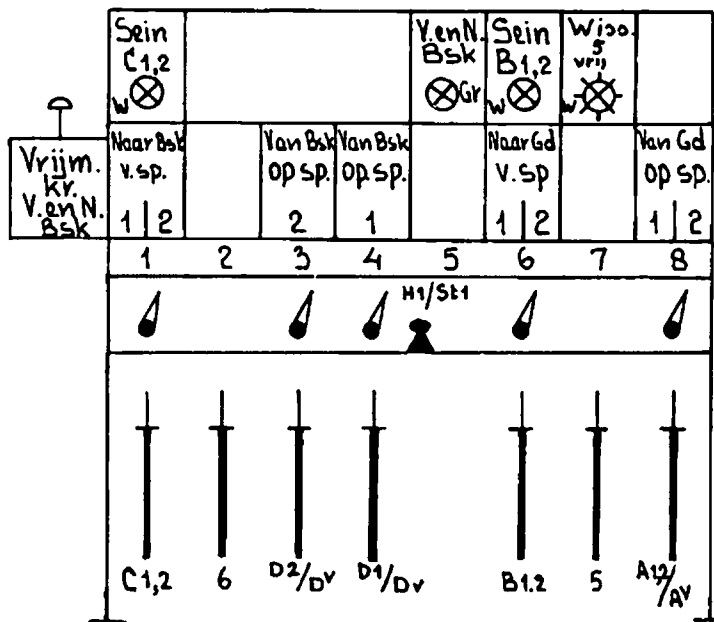 Sein
C1,2
W
V.enN.
Bsk
Gr
Sein
B1,2
W
Wiss.
5
vrij
W
Vrijm.
kr.
V.enN.
Bsk
Naar Bsk
v.sp.
1 | 2
Van Bsk
op sp.
2
Van Bsk
op sp.
1
Naar Gd
v.sp
1 | 2
Van Gd
op sp.
1 | 2
1 2 3 4 5 6 7 8
H1/St1
C1,2 6 D2/Dv D1/Dv B1.2 5 A1,2/Av